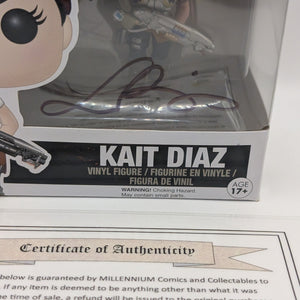 KAIT DIAZ
VINYL FIGURE / FIGURINE EN VINYLE /
FIGURA DE VINIL
WARNING! Choking Hazard.
May contain small parts.
AGE
17+
Certificate of Authenticity
below is guaranteed by MILLENNIUM Comics and Collectables to
If any item is deemed to be anything other than what it was
e time of sale, a refund will be issued to the original